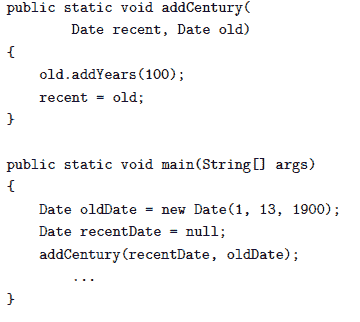 public static void addCentury(
        Date recent, Date old)
{
    old.addYears(100);
    recent = old;
}
public static void main(String[] args)
{
    Date oldDate = new Date(1, 13, 1900);
    Date recentDate = null;
    addCentury(recentDate, oldDate);
        ...
}